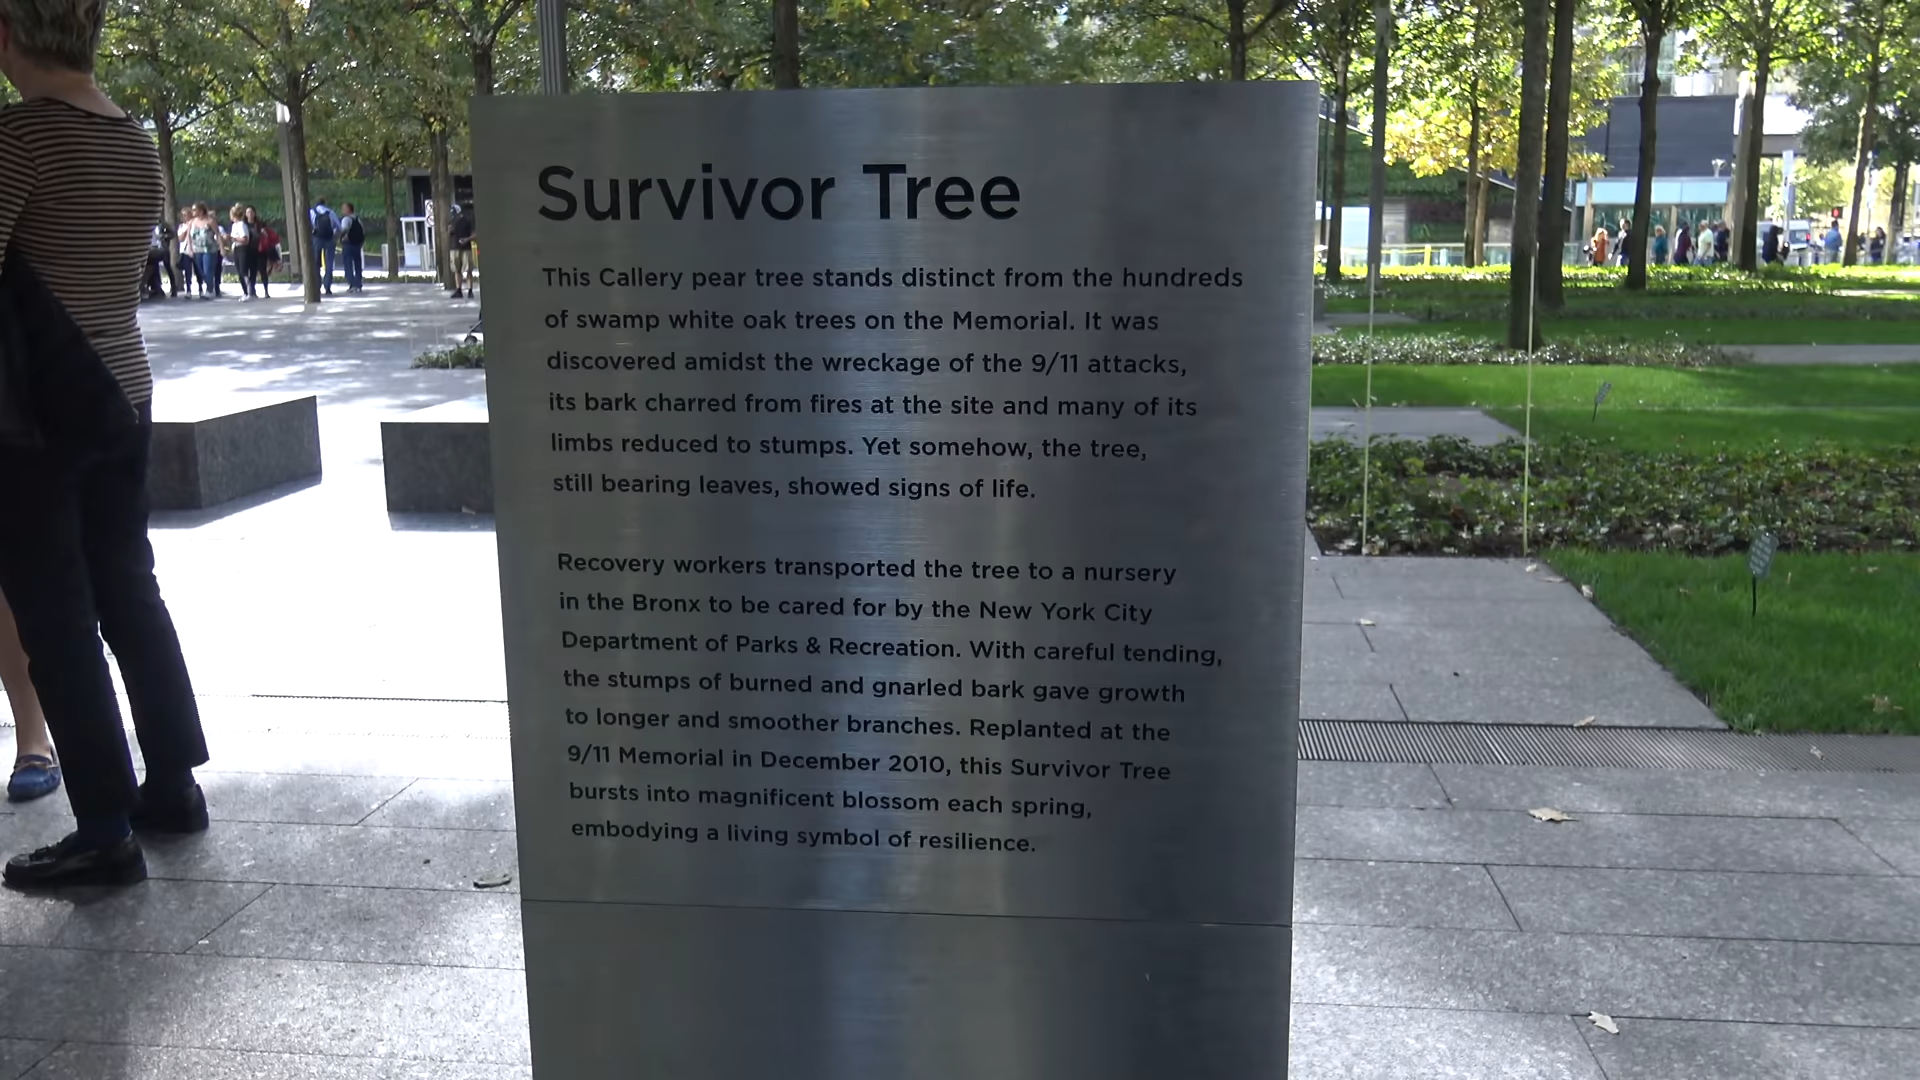 Survivor Tree
This Callery pear tree stands distinct from the hundreds
of swamp white oak trees on the Memorial. It was
discovered amidst the wreckage of the 9/11 attacks,
its bark charred from fires at the site and many of its
limbs reduced to stumps. Yet somehow, the tree,
still bearing leaves, showed signs of life.
Recovery workers transported the tree to a nursery
in the Bronx to be cared for by the New York City
Department of Parks & Recreation. With careful tending,
the stumps of burned and gnarled bark gave growth
to longer and smoother branches. Replanted at the
9/11 Memorial in December 2010, this Survivor Tree
bursts into magnificent blossom each spring,
embodying a living symbol of resilience.